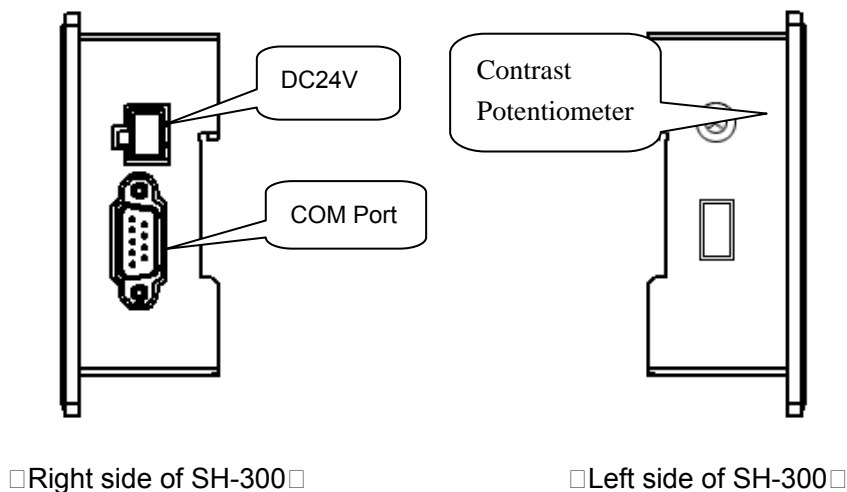 DC24V
COM Port
Contrast
Potentiometer
□Right side of SH-300□
□Left side of SH-300□